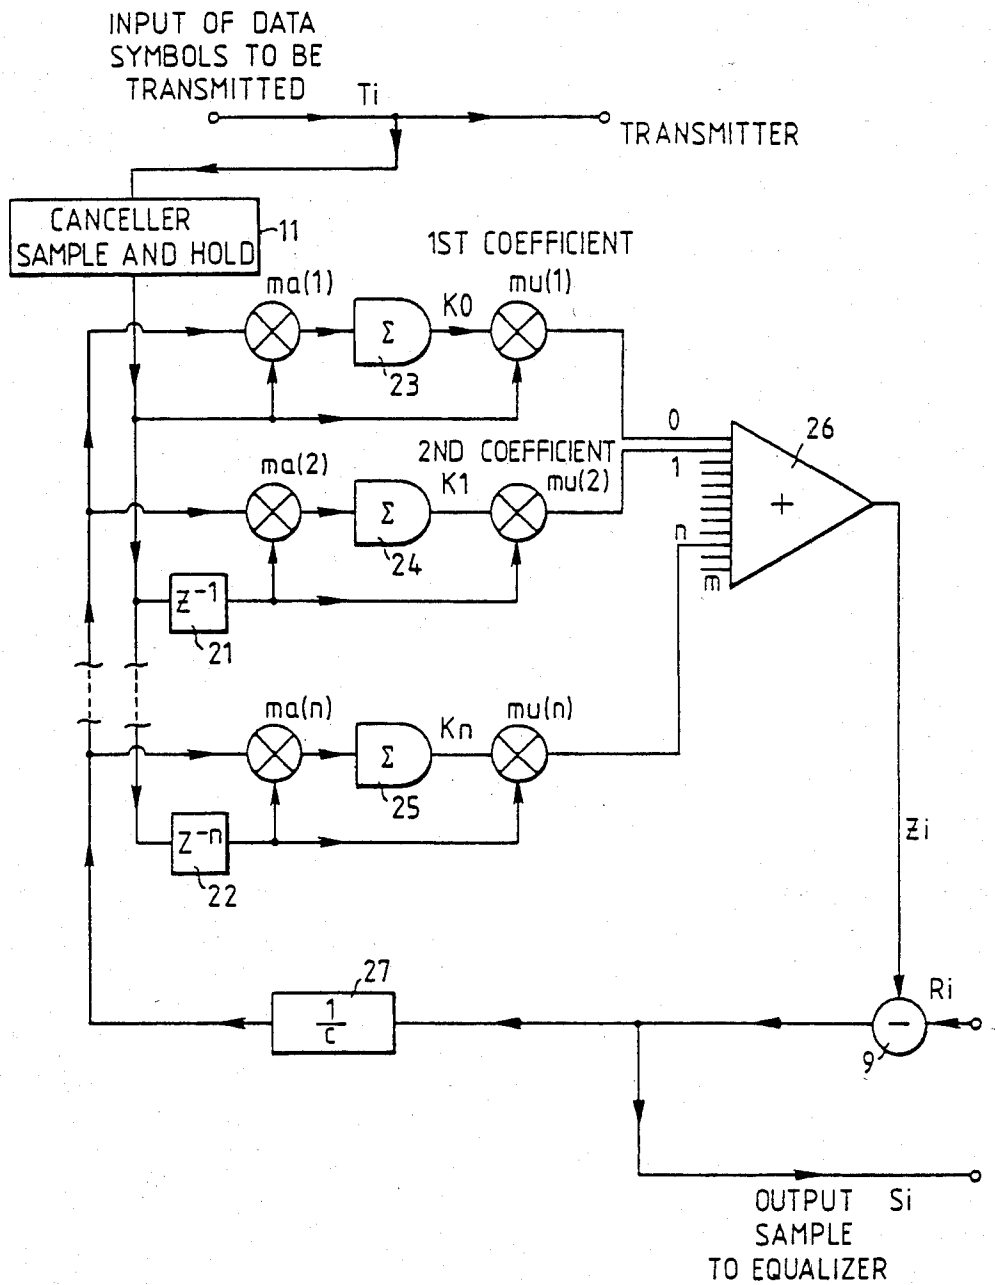 INPUT OF DATA
SYMBOLS TO BE
TRANSMITTED
Ti
TRANSMITTER
CANCELLER
SAMPLE AND HOLD
11
1ST COEFFICIENT
ma(1)
K0
mu(1)
Σ
23
0
26
2ND COEFFICIENT
ma(2)
K1
mu(2)
1
Σ
+
24
n
m
Z⁻¹
21
ma(n)
Kn
mu(n)
Σ
25
Z⁻ⁿ
22
Zi
27
1
C
Ri
−
9
OUTPUT Si
SAMPLE
TO EQUALIZER